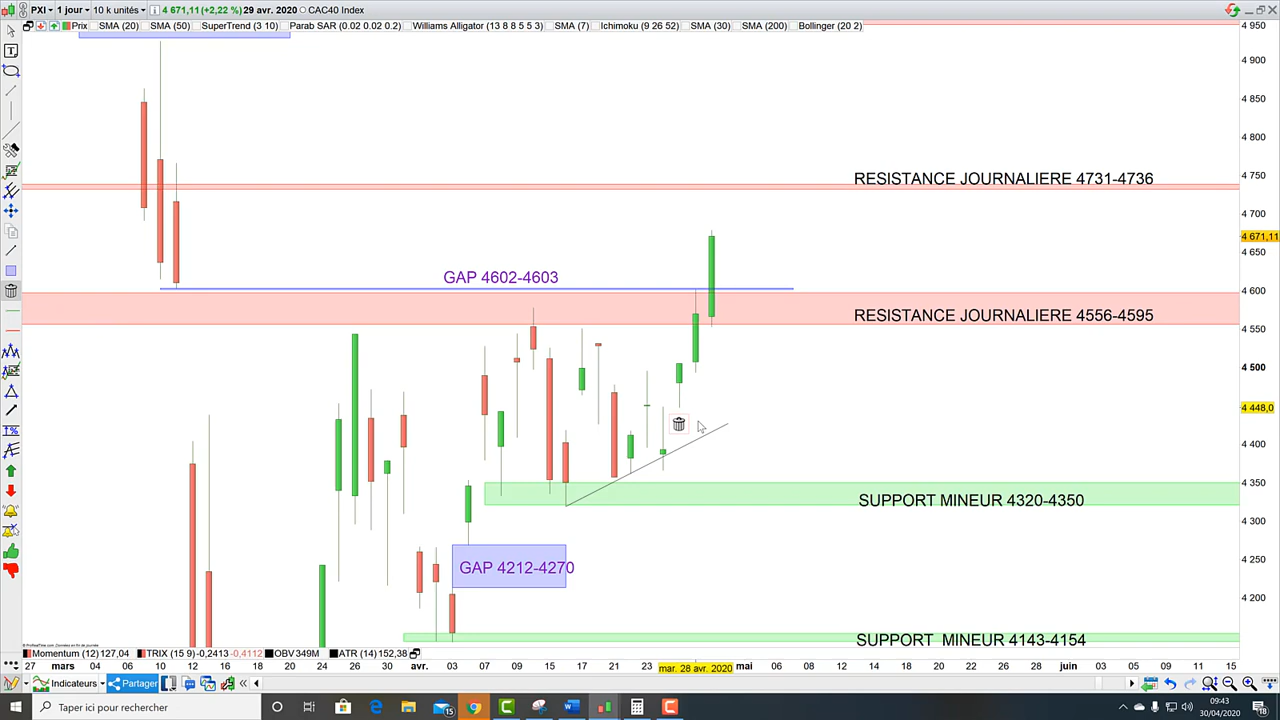 PXI 1 jour 10 k unités 4 671,11 (+2,22 %) 29 avr. 2020 CAC40 Index
Prix SMA (20) SMA (50) SuperTrend (3 10) Parab SAR (0.02 0.02 0.2) Williams Alligator (13 8 8 5 5 3) SMA (7) Ichimoku (9 26 52) SMA (30) SMA (200) Bollinger (20 2)
4 950
4 900
4 850
4 800
4 750
RESISTANCE JOURNALIERE 4731-4736
4 700
4 671,11
4 650
GAP 4602-4603
4 600
RESISTANCE JOURNALIERE 4556-4595
4 550
4 500
4 448,0
4 400
4 350
SUPPORT MINEUR 4320-4350
4 300
GAP 4212-4270
4 250
4 200
SUPPORT MINEUR 4143-4154
Momentum (12) 127,04 TRIX (15 9) -0,2413 -0,4112 OBV 349M ATR (14) 152,38
27 mars 04 06 10 12 16 18 20 24 26 30 avr. 03 07 09 15 17 21 23 mar. 28 avr. 2020 mai 06 08 12 14 18 20 22 26 28 juin 03 05 09 11 15
Indicateurs Partager
Taper ici pour rechercher
15
09:43
30/04/2020
18